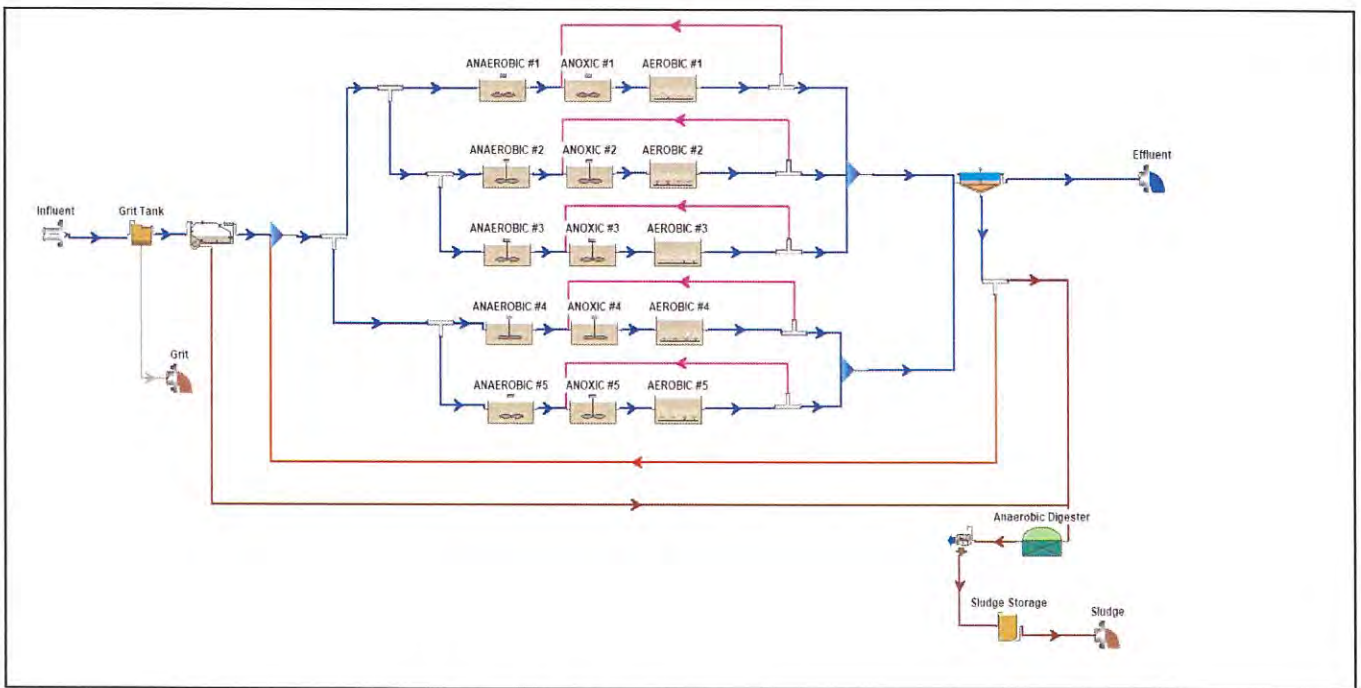 ANAEROBIC #1 ANOXIC #1 AEROBIC #1
ANAEROBIC #2 ANOXIC #2 AEROBIC #2
Effluent
Influent Grit Tank
ANAEROBIC #3 ANOXIC #3 AEROBIC #3
ANAEROBIC #4 ANOXIC #4 AEROBIC #4
Grit
ANAEROBIC #5 ANOXIC #5 AEROBIC #5
Anaerobic Digester
Sludge Storage Sludge